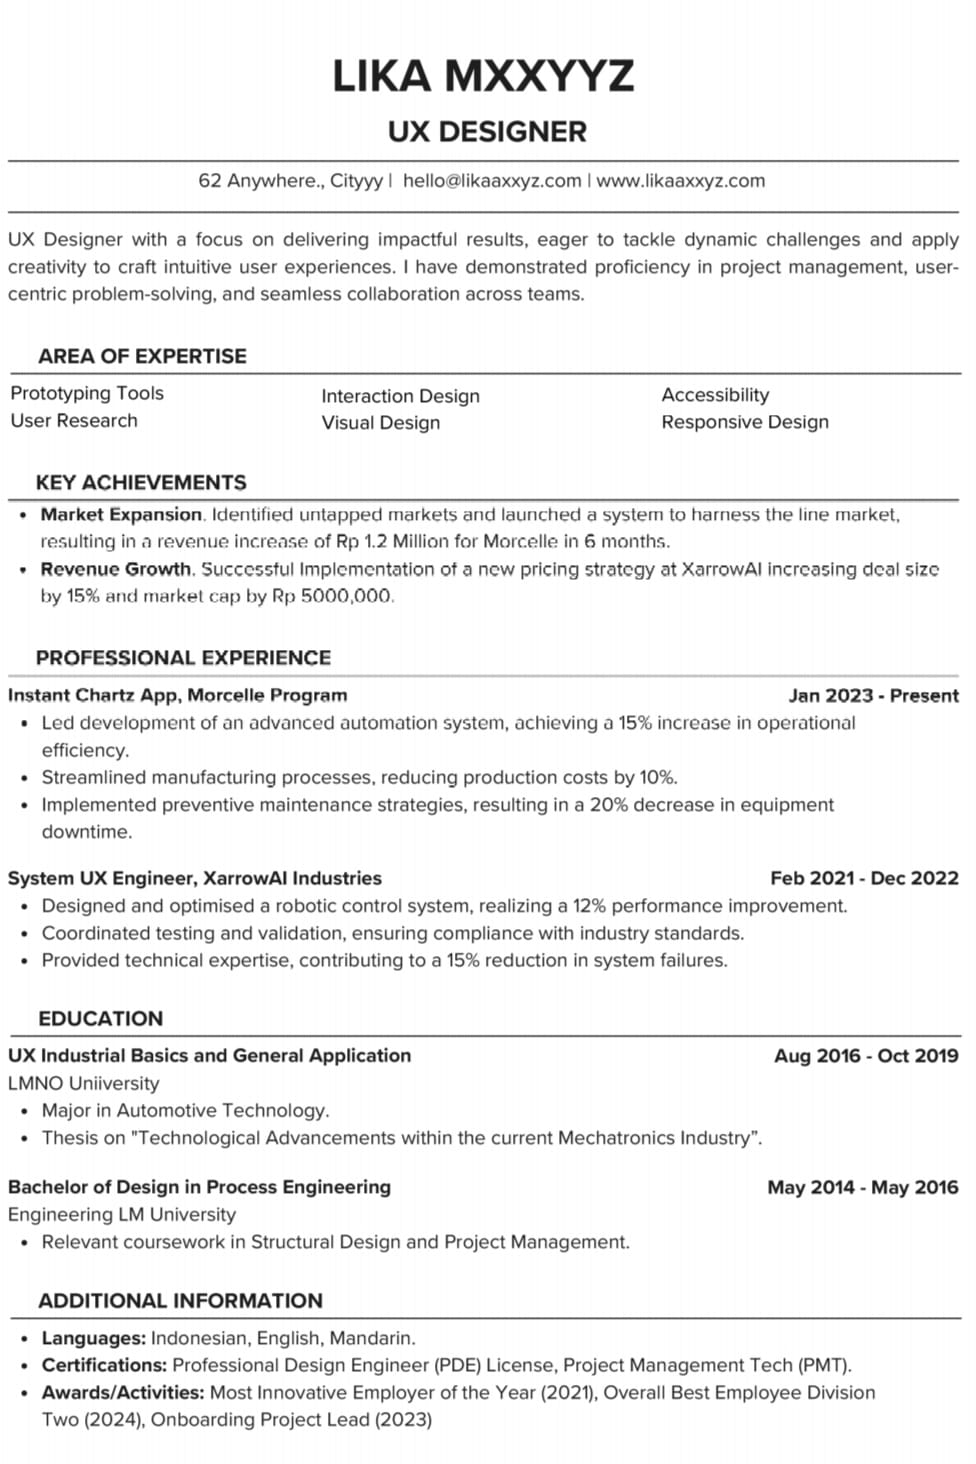 LIKA MXXYYZ
UX DESIGNER
62 Anywhere., Cityyy | hello@likaaxxyz.com | www.likaaxxyz.com
UX Designer with a focus on delivering impactful results, eager to tackle dynamic challenges and apply
creativity to craft intuitive user experiences. I have demonstrated proficiency in project management, user-
centric problem-solving, and seamless collaboration across teams.
AREA OF EXPERTISE
Prototyping Tools
User Research
Interaction Design
Visual Design
Accessibility
Responsive Design
KEY ACHIEVEMENTS
• Market Expansion. Identified untapped markets and launched a system to harness the line market,
resulting in a revenue increase of Rp 1.2 Million for Morcelle in 6 months.
• Revenue Growth. Successful Implementation of a new pricing strategy at XarrowAI increasing deal size
by 15% and market cap by Rp 5000,000.
PROFESSIONAL EXPERIENCE
Instant Chartz App, Morcelle Program Jan 2023 - Present
• Led development of an advanced automation system, achieving a 15% increase in operational
efficiency.
• Streamlined manufacturing processes, reducing production costs by 10%.
• Implemented preventive maintenance strategies, resulting in a 20% decrease in equipment
downtime.
System UX Engineer, XarrowAI Industries Feb 2021 - Dec 2022
• Designed and optimised a robotic control system, realizing a 12% performance improvement.
• Coordinated testing and validation, ensuring compliance with industry standards.
• Provided technical expertise, contributing to a 15% reduction in system failures.
EDUCATION
UX Industrial Basics and General Application Aug 2016 - Oct 2019
LMNO Uniiversity
• Major in Automotive Technology.
• Thesis on "Technological Advancements within the current Mechatronics Industry".
Bachelor of Design in Process Engineering May 2014 - May 2016
Engineering LM University
• Relevant coursework in Structural Design and Project Management.
ADDITIONAL INFORMATION
• Languages: Indonesian, English, Mandarin.
• Certifications: Professional Design Engineer (PDE) License, Project Management Tech (PMT).
• Awards/Activities: Most Innovative Employer of the Year (2021), Overall Best Employee Division
Two (2024), Onboarding Project Lead (2023)